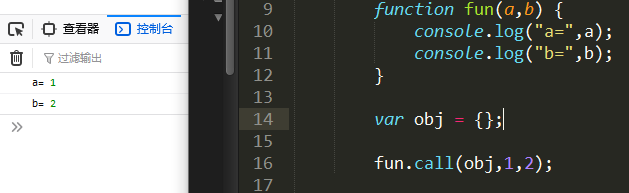 查看器 控制台
过滤输出
a= 1
b= 2
9 function fun(a,b) {
10 console.log("a=",a);
11 console.log("b=",b);
12 }
13
14 var obj = {};
15
16 fun.call(obj,1,2);
17